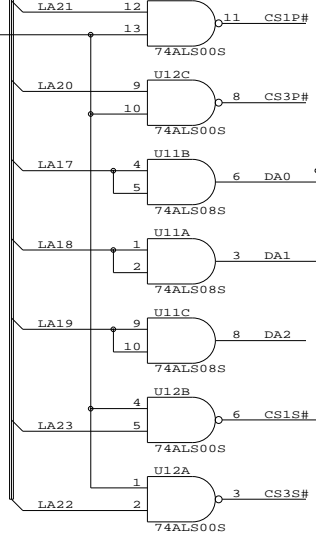 LA21 12 11 CS1P#
13
74ALS00S
U12C
LA20 9 8 CS3P#
10
74ALS00S
U11B
LA17 4 6 DA0
5
74ALS08S
U11A
LA18 1 3 DA1
2
74ALS08S
U11C
LA19 9 8 DA2
10
74ALS08S
U12B
4 6 CS1S#
LA23 5
74ALS00S
U12A
1 3 CS3S#
LA22 2
74ALS00S